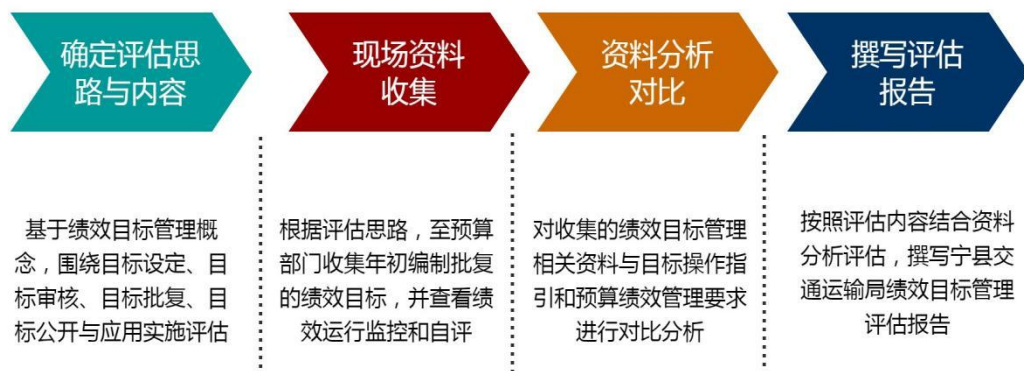 确定评估思
路与内容
现场资料
收集
资料分析
对比
撰写评估
报告
基于绩效目标管理概
念，围绕目标设定、目
标审核、目标批复、目
标公开与应用实施评估
根据评估思路，至预算
部门收集年初编制批复
的绩效目标，并查看绩
效运行监控和自评
对收集的绩效目标管理
相关资料与目标操作指
引和预算绩效管理要求
进行对比分析
按照评估内容结合资料
分析评估，撰写宁县交
通运输局绩效目标管理
评估报告